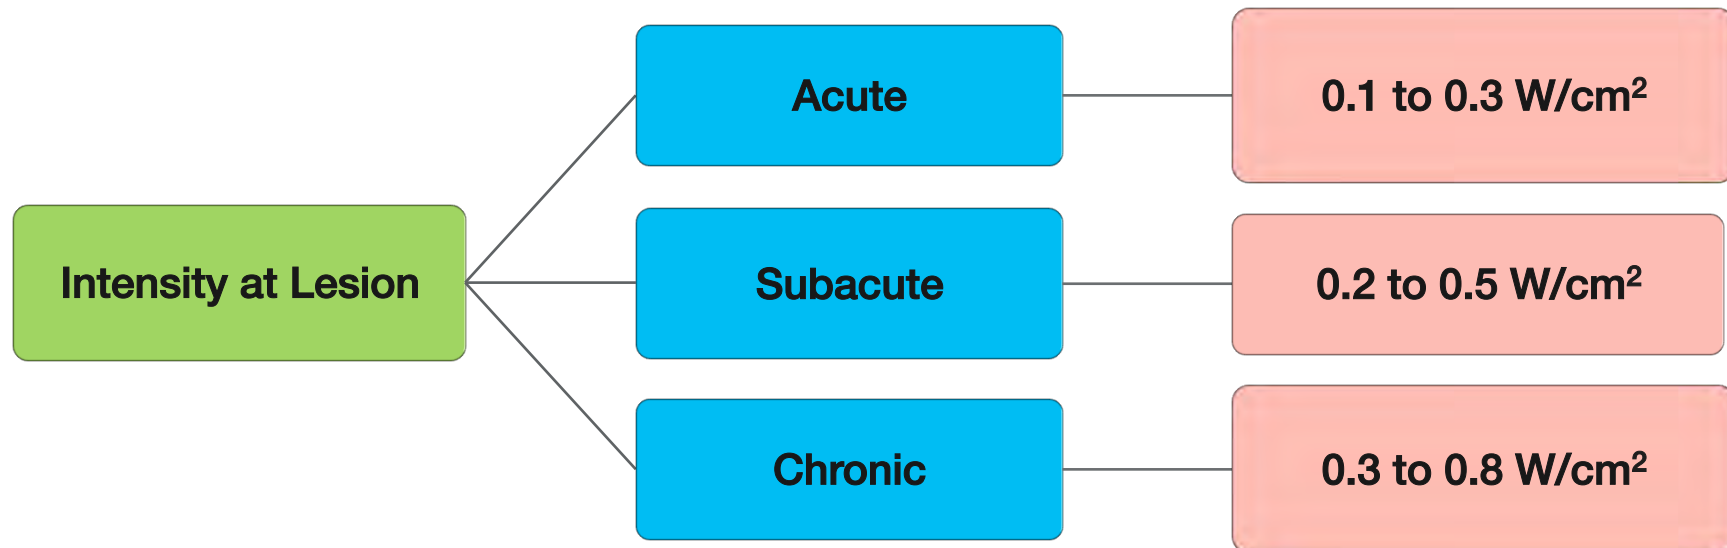 Intensity at Lesion
Acute
0.1 to 0.3 W/cm²
Subacute
0.2 to 0.5 W/cm²
Chronic
0.3 to 0.8 W/cm²